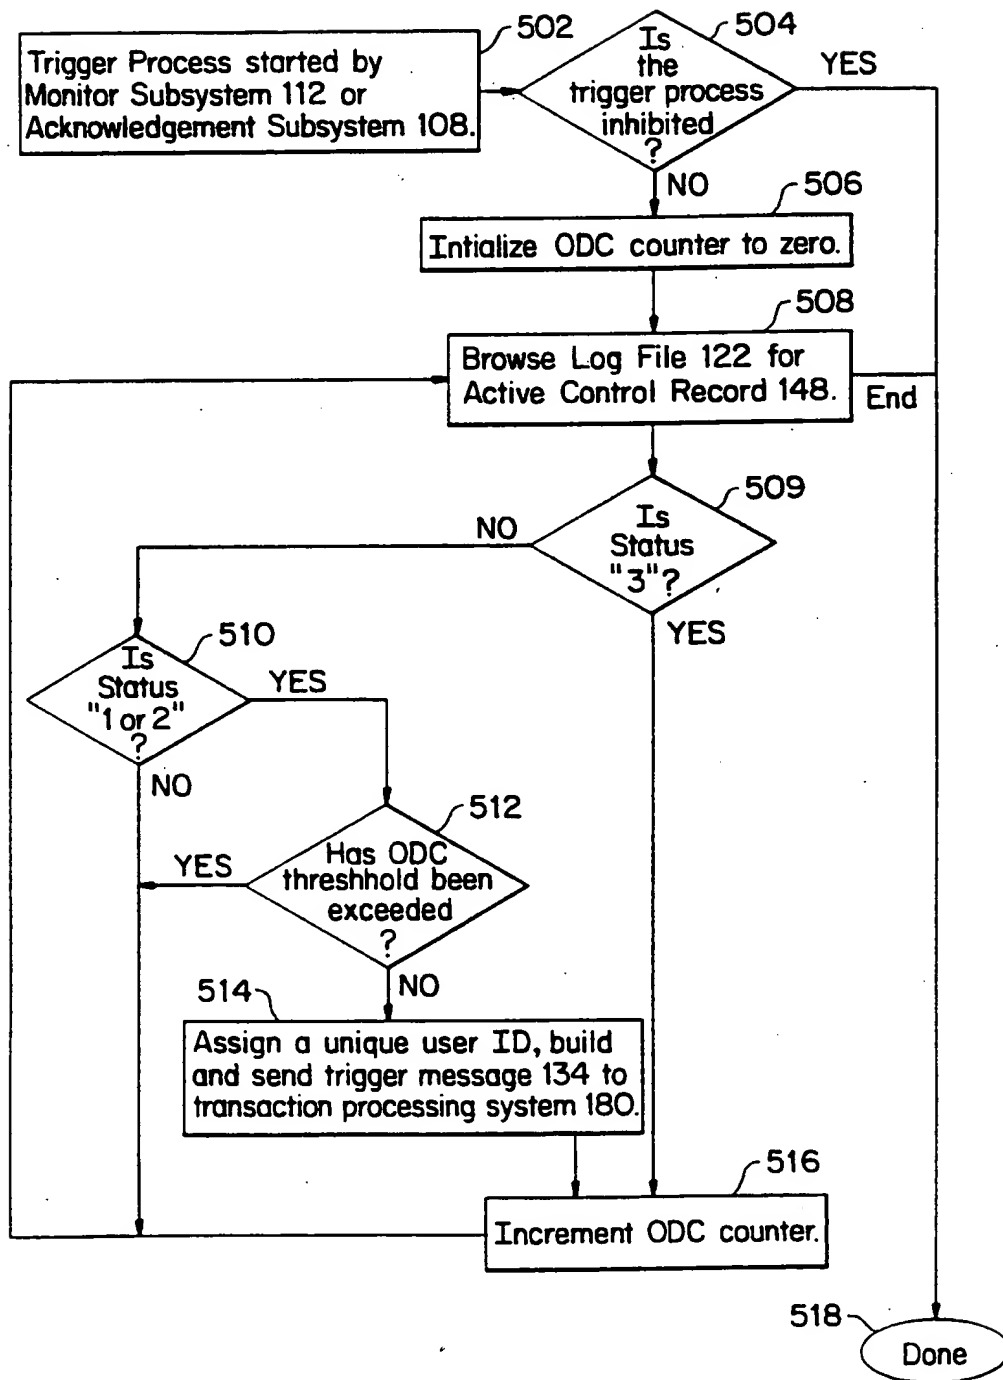 502
Trigger Process started by
Monitor Subsystem 112 or
Acknowledgement Subsystem 108.
504
Is
the
trigger process
inhibited
?
YES
NO
506
Intialize ODC counter to zero.
508
Browse Log File 122 for
Active Control Record 148.
End
509
Is
Status
"3"?
NO
YES
510
Is
Status
"1 or 2"
?
YES
NO
512
Has ODC
threshhold been
exceeded
?
YES
NO
514
Assign a unique user ID, build
and send trigger message 134 to
transaction processing system 180.
516
Increment ODC counter.
518
Done